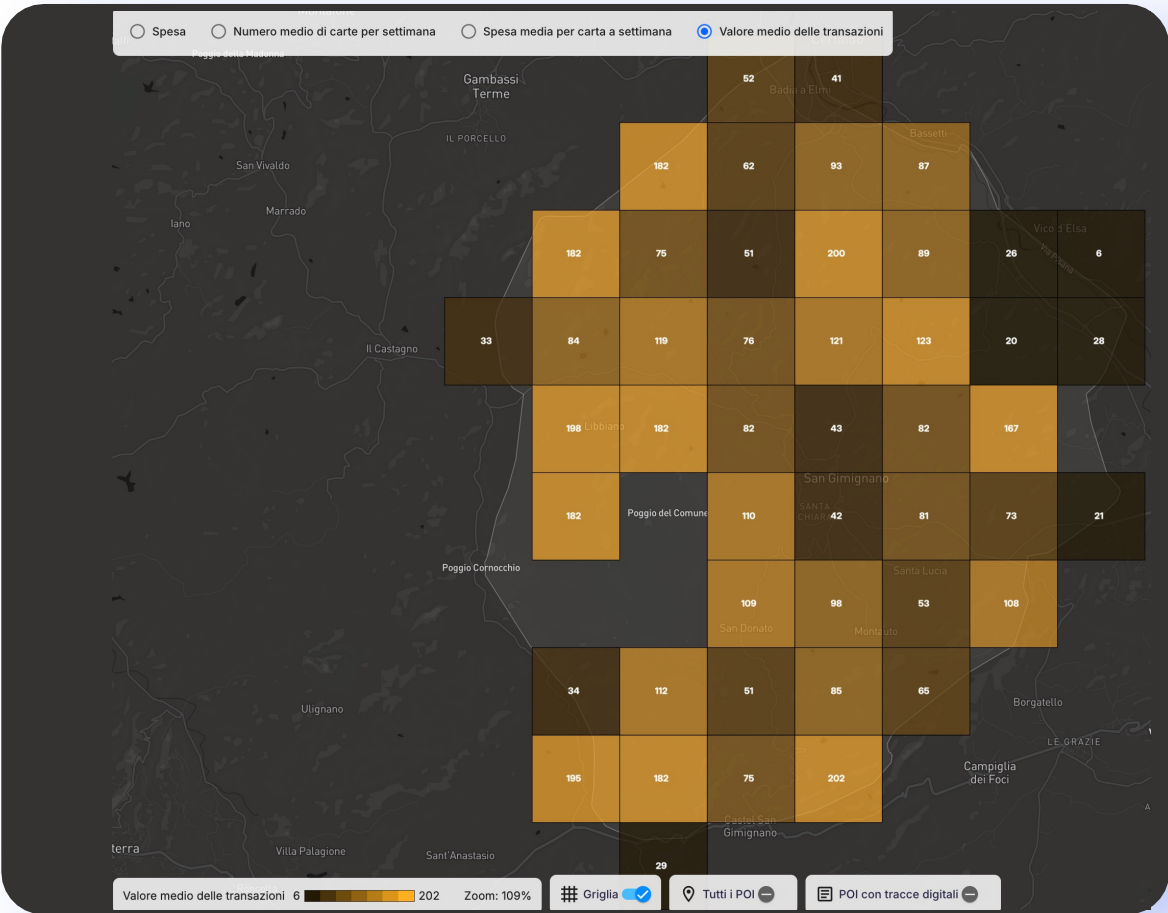 Spesa
Numero medio di carte per settimana
Spesa media per carta a settimana
Valore medio delle transazioni
Poggio della Madonna
Gambassi
Terme
52
41
Badia a Elmi
IL PORCELLO
Bassetti
San Vivaldo
182
62
93
87
Marrado
Iano
Vico d'Elsa
Via Pisana
182
75
51
200
89
26
6
Il Castagno
33
84
119
76
121
123
20
28
198
Libbiano
182
82
43
82
167
San Gimignano
SANTA
CHIARA
182
Poggio del Comune
110
42
81
73
21
Poggio Cornocchio
Santa Lucia
109
98
53
108
San Donato
Montauto
34
112
51
85
65
Ulignano
Borgatello
LE GRAZIE
Campiglia
dei Foci
195
182
75
202
Castel San
Gimignano
terra
Villa Palagione
Sant'Anastasio
29
Valore medio delle transazioni 6 202 Zoom: 109%
Griglia
Tutti i POI
POI con tracce digitali